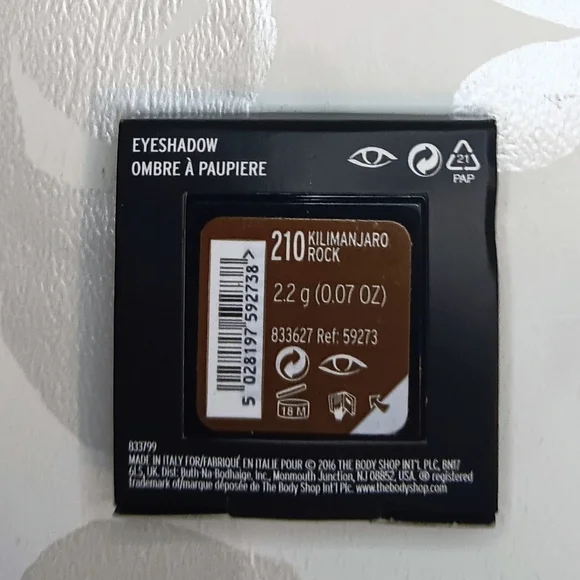 EYESHADOW
OMBRE À PAUPIERE
21
PAP
210 KILIMANJARO
ROCK
2.2 g (0.07 OZ)
833627 Ref: 59273
5 028197 592738>
18 M
833799
MADE IN ITALY FOR/FABRIQUÉ EN ITALIE POUR © 2016 THE BODY SHOP INT'L PLC, BN17
6LS, UK. Dist: Buth-Na-Bodhaige, Inc., Monmouth Junction, NJ 08852, USA. ® registered
trademark of/marque déposée de The Body Shop Int'l Plc. www.thebodyshop.com